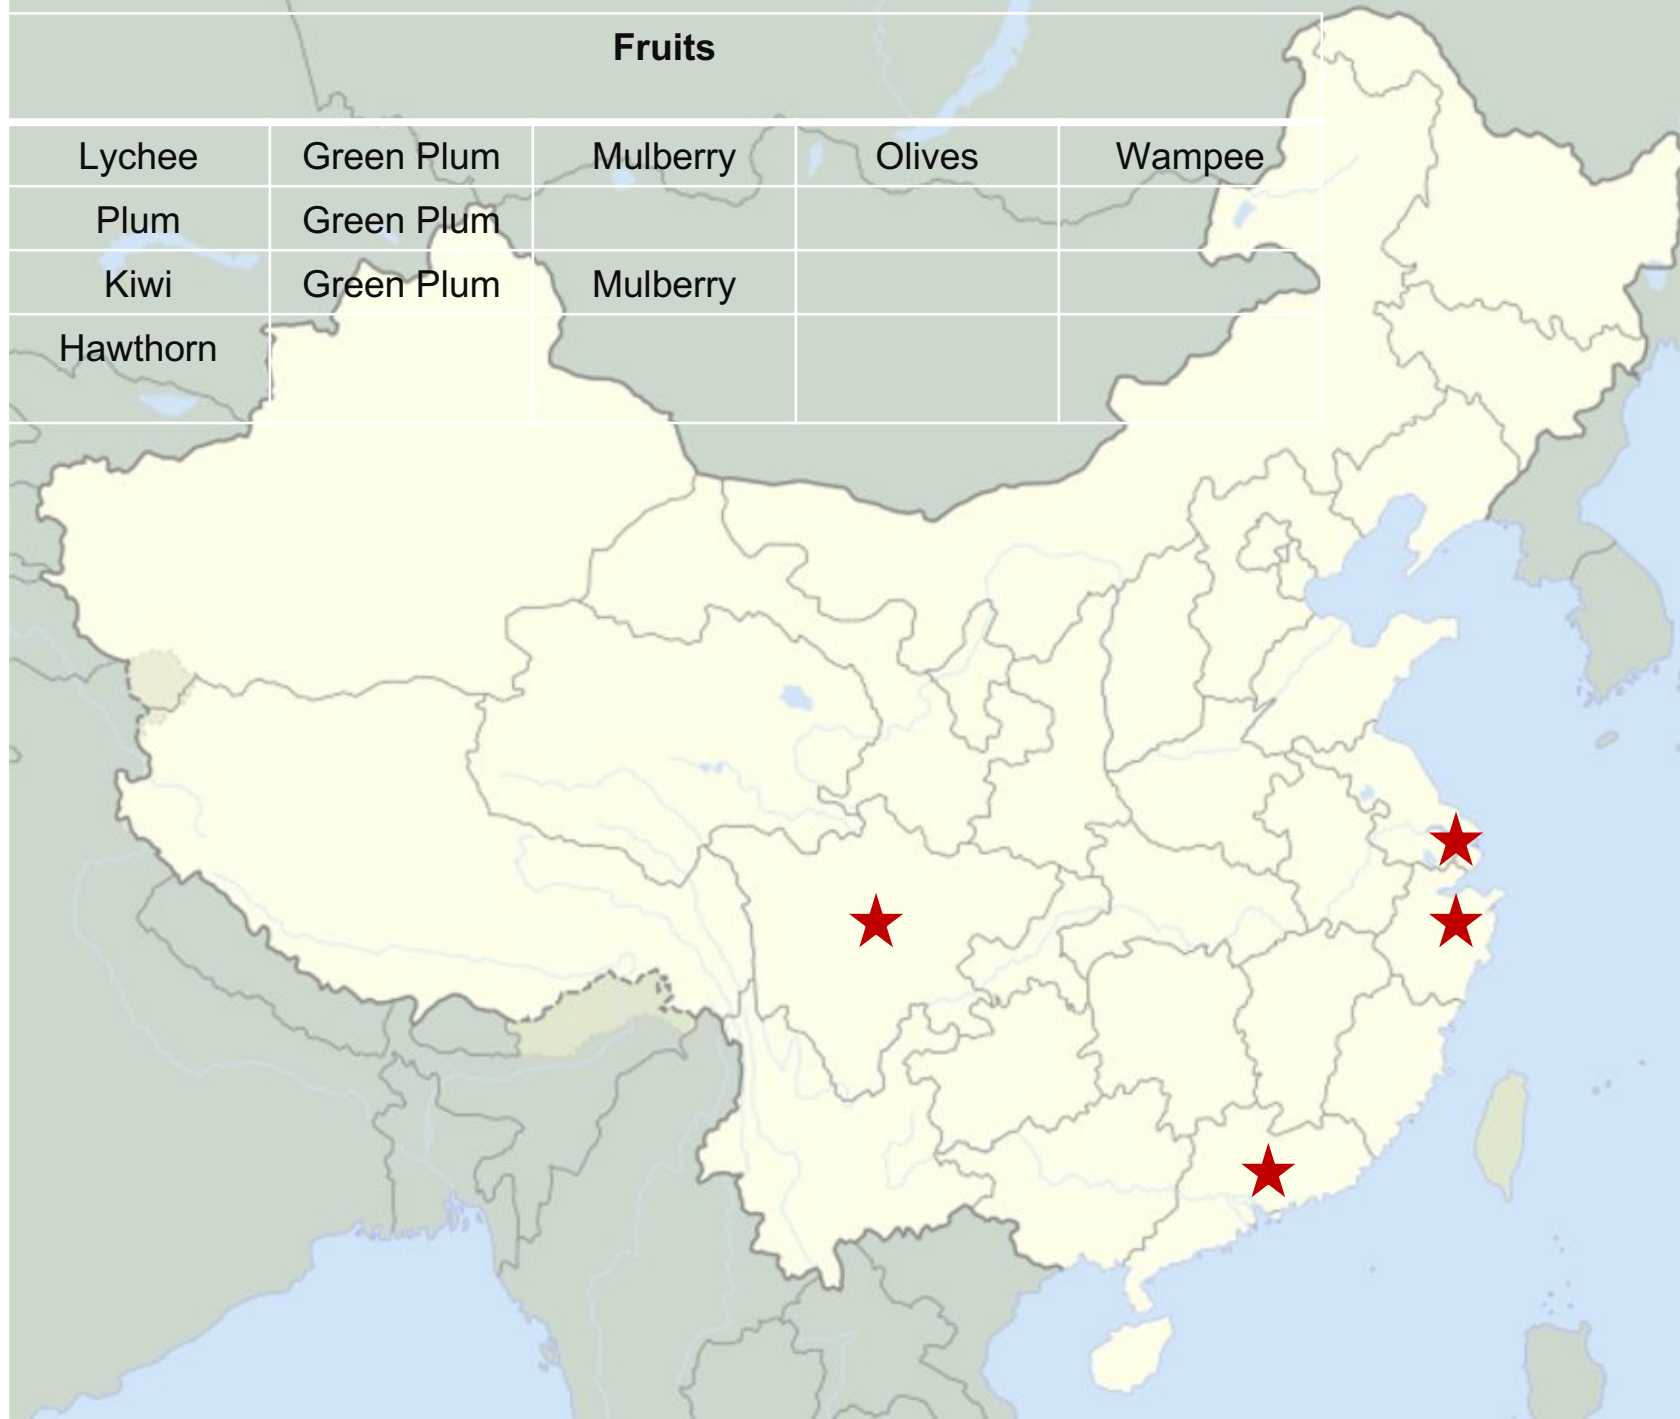 Fruits
Lychee Green Plum Mulberry Olives Wampee
Plum Green Plum
Kiwi Green Plum Mulberry
Hawthorn